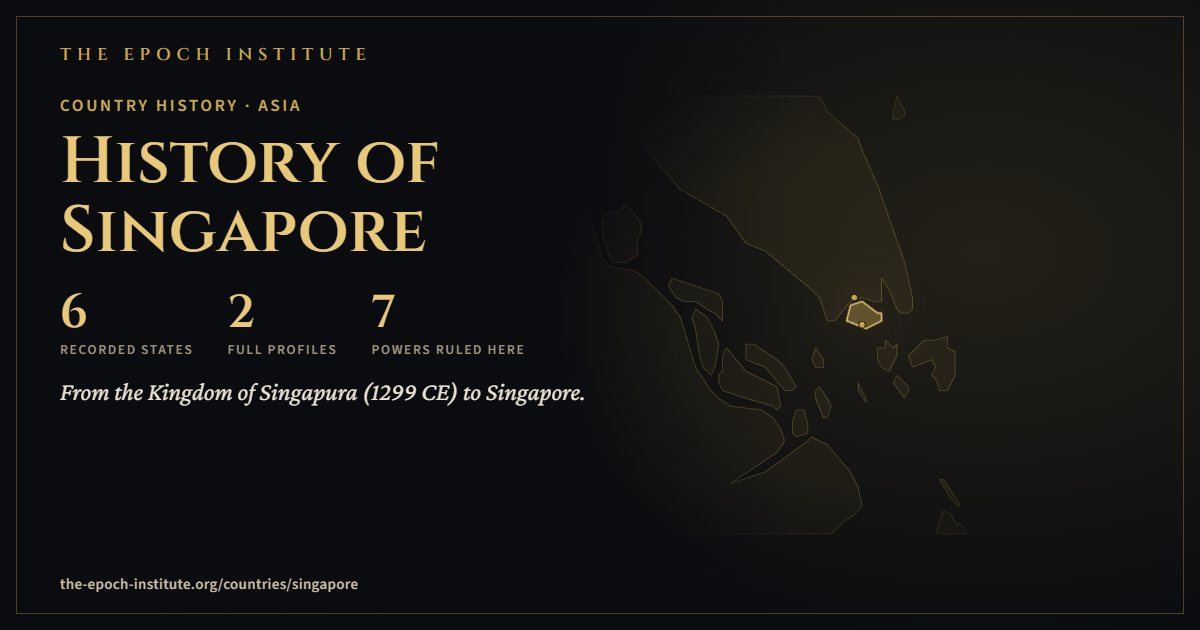 THE EPOCH INSTITUTE
COUNTRY HISTORY · ASIA
History of
Singapore
6 2 7
RECORDED STATES FULL PROFILES POWERS RULED HERE
From the Kingdom of Singapura (1299 CE) to Singapore.
the-epoch-institute.org/countries/singapore